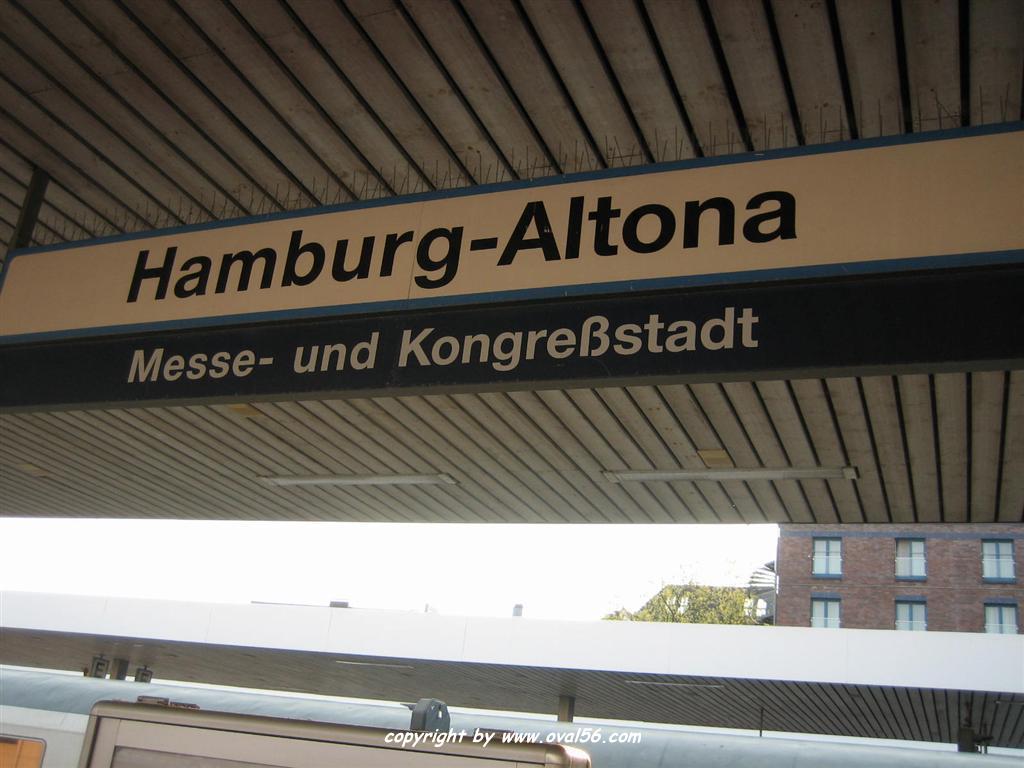 Hamburg-Altona
Messe- und Kongreßstadt
E
copyright by www.oval56.com